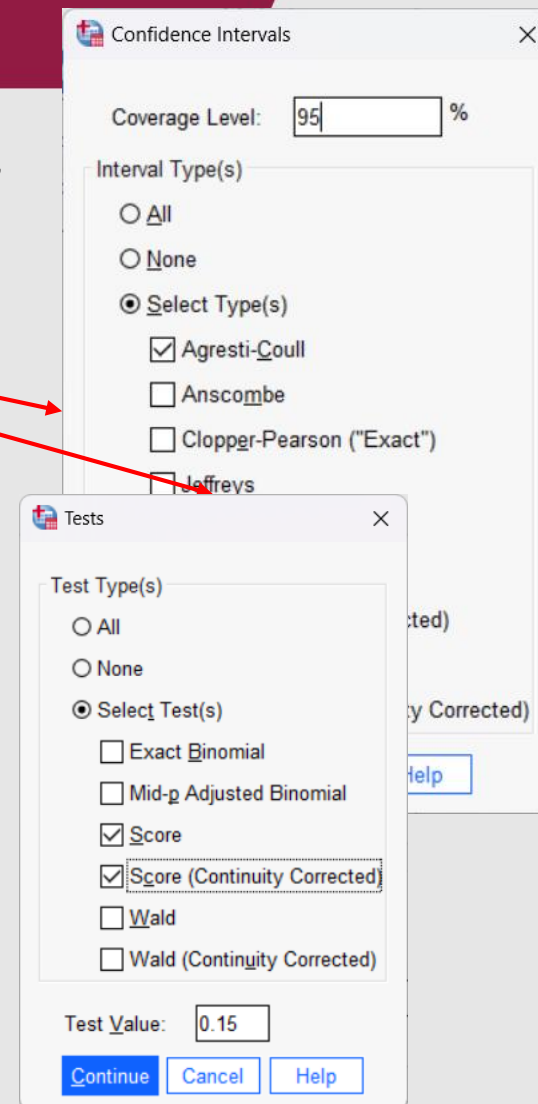 Confidence Intervals
Coverage Level: 95 %
Interval Type(s)
All
None
Select Type(s)
Agresti-Coull
Anscombe
Clopper-Pearson ("Exact")
Jeffreys
Tests
Test Type(s)
All
None
Select Test(s)
Exact Binomial
Mid-p Adjusted Binomial
Score
Score (Continuity Corrected)
Wald
Wald (Continuity Corrected)
Test Value: 0.15
Continue Cancel Help
Corrected)
Help